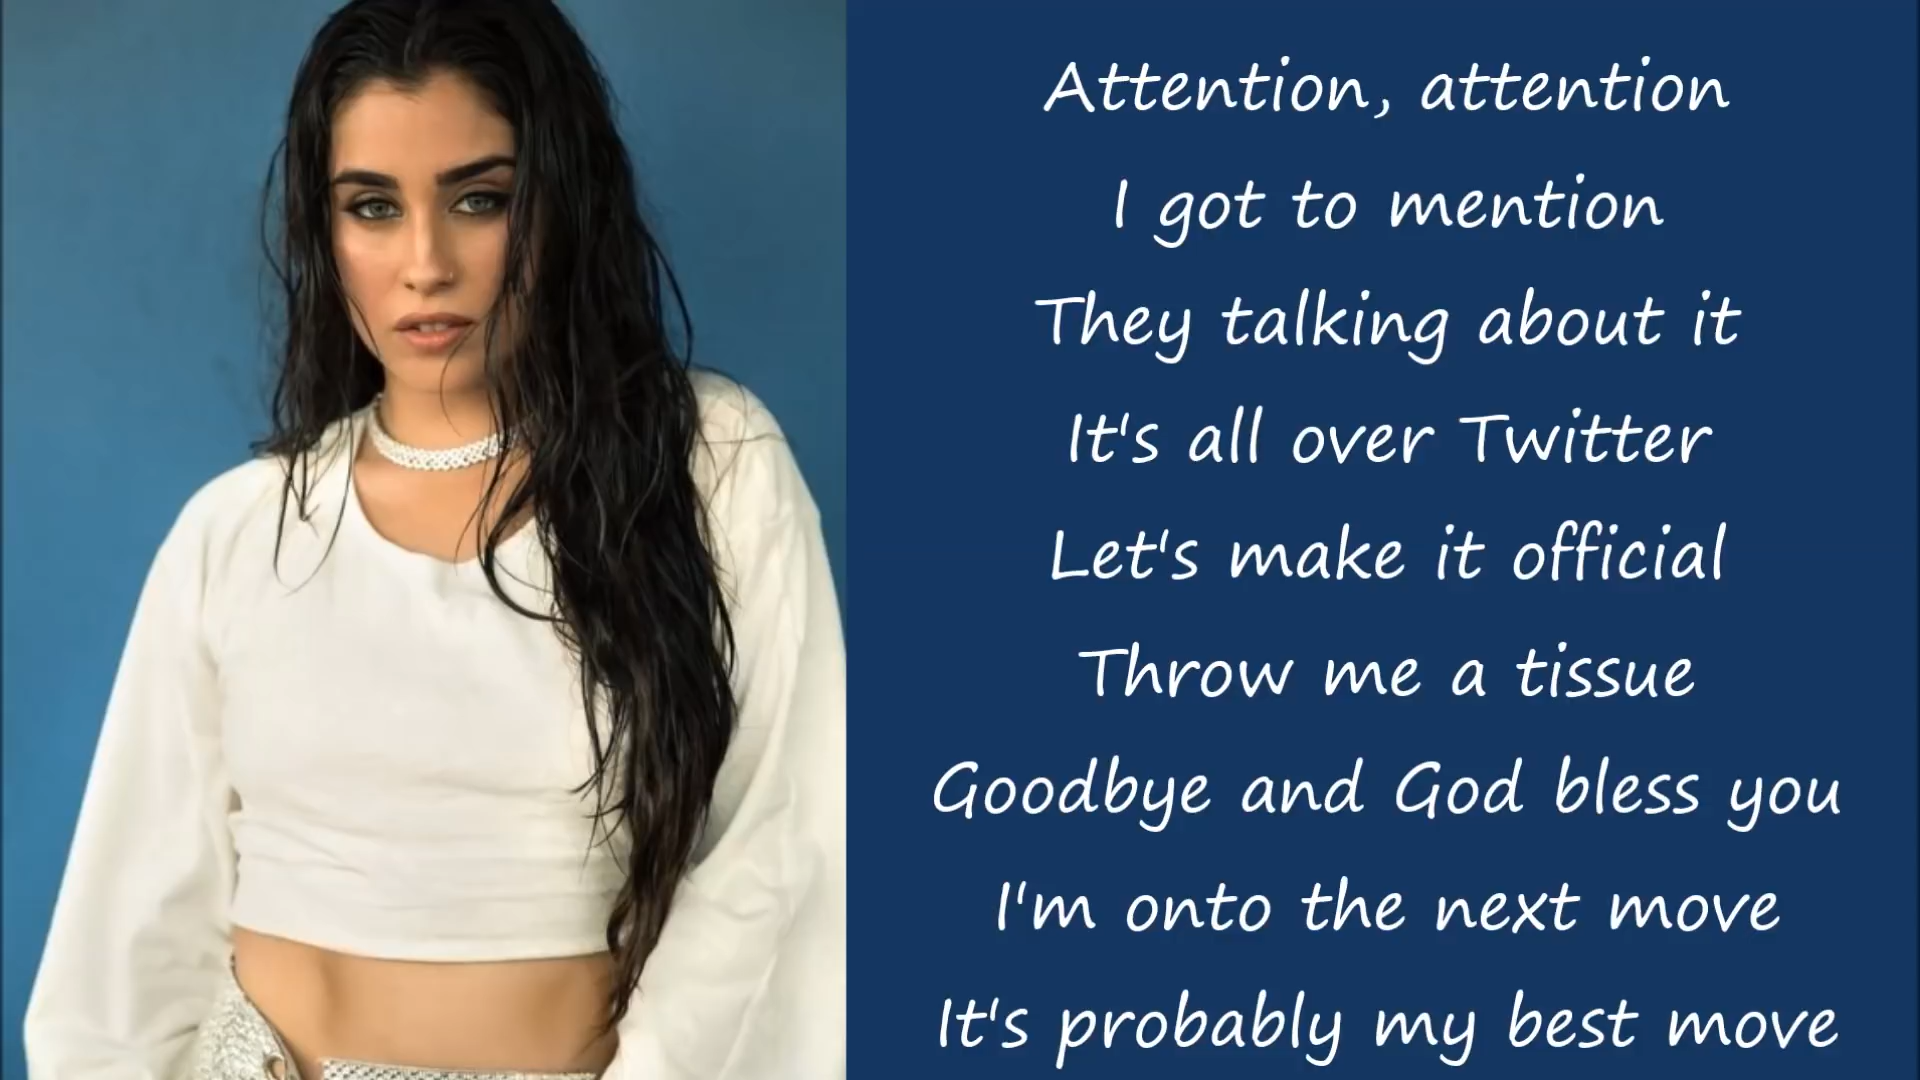 Attention, attention
I got to mention
They talking about it
It's all over Twitter
Let's make it official
Throw me a tissue
Goodbye and God bless you
I'm onto the next move
It's probably my best move